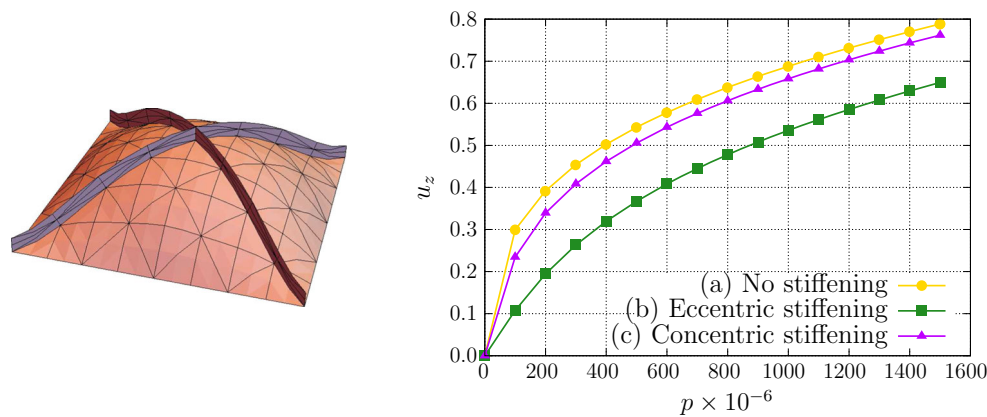 0.8
0.7
0.6
0.5
0.4
0.3
0.2
0.1
0.0
u_z
(a) No stiffening
(b) Eccentric stiffening
(c) Concentric stiffening
0 200 400 600 800 1000 1200 1400 1600
p × 10⁻⁶